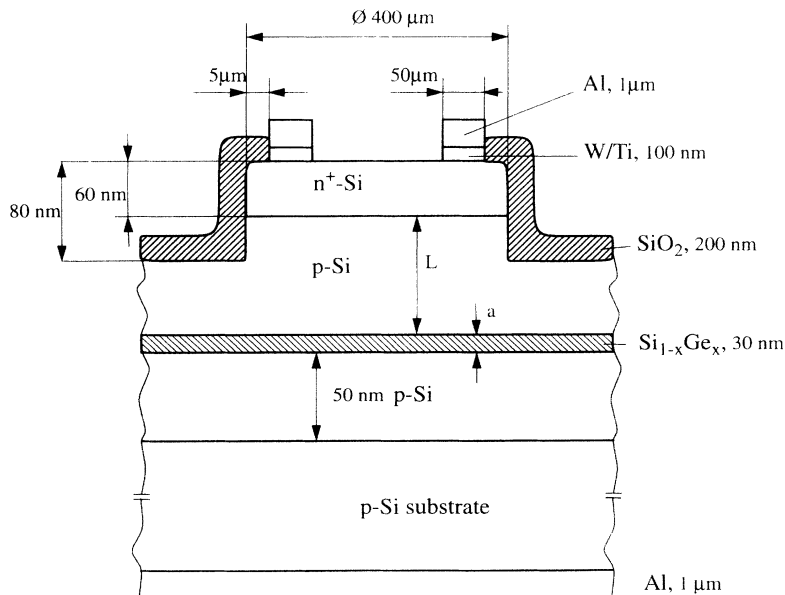 Ø 400 µm
5µm
50µm
Al, 1µm
W/Ti, 100 nm
n⁺-Si
60 nm
80 nm
SiO₂, 200 nm
p-Si
L
a
Si₁₋ₓGeₓ, 30 nm
50 nm p-Si
p-Si substrate
Al, 1 µm